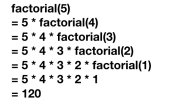 factorial(5)
= 5 * factorial(4)
= 5 * 4 * factorial(3)
= 5 * 4 * 3 * factorial(2)
= 5 * 4 * 3 * 2 * factorial(1)
= 5 * 4 * 3 * 2 * 1
= 120